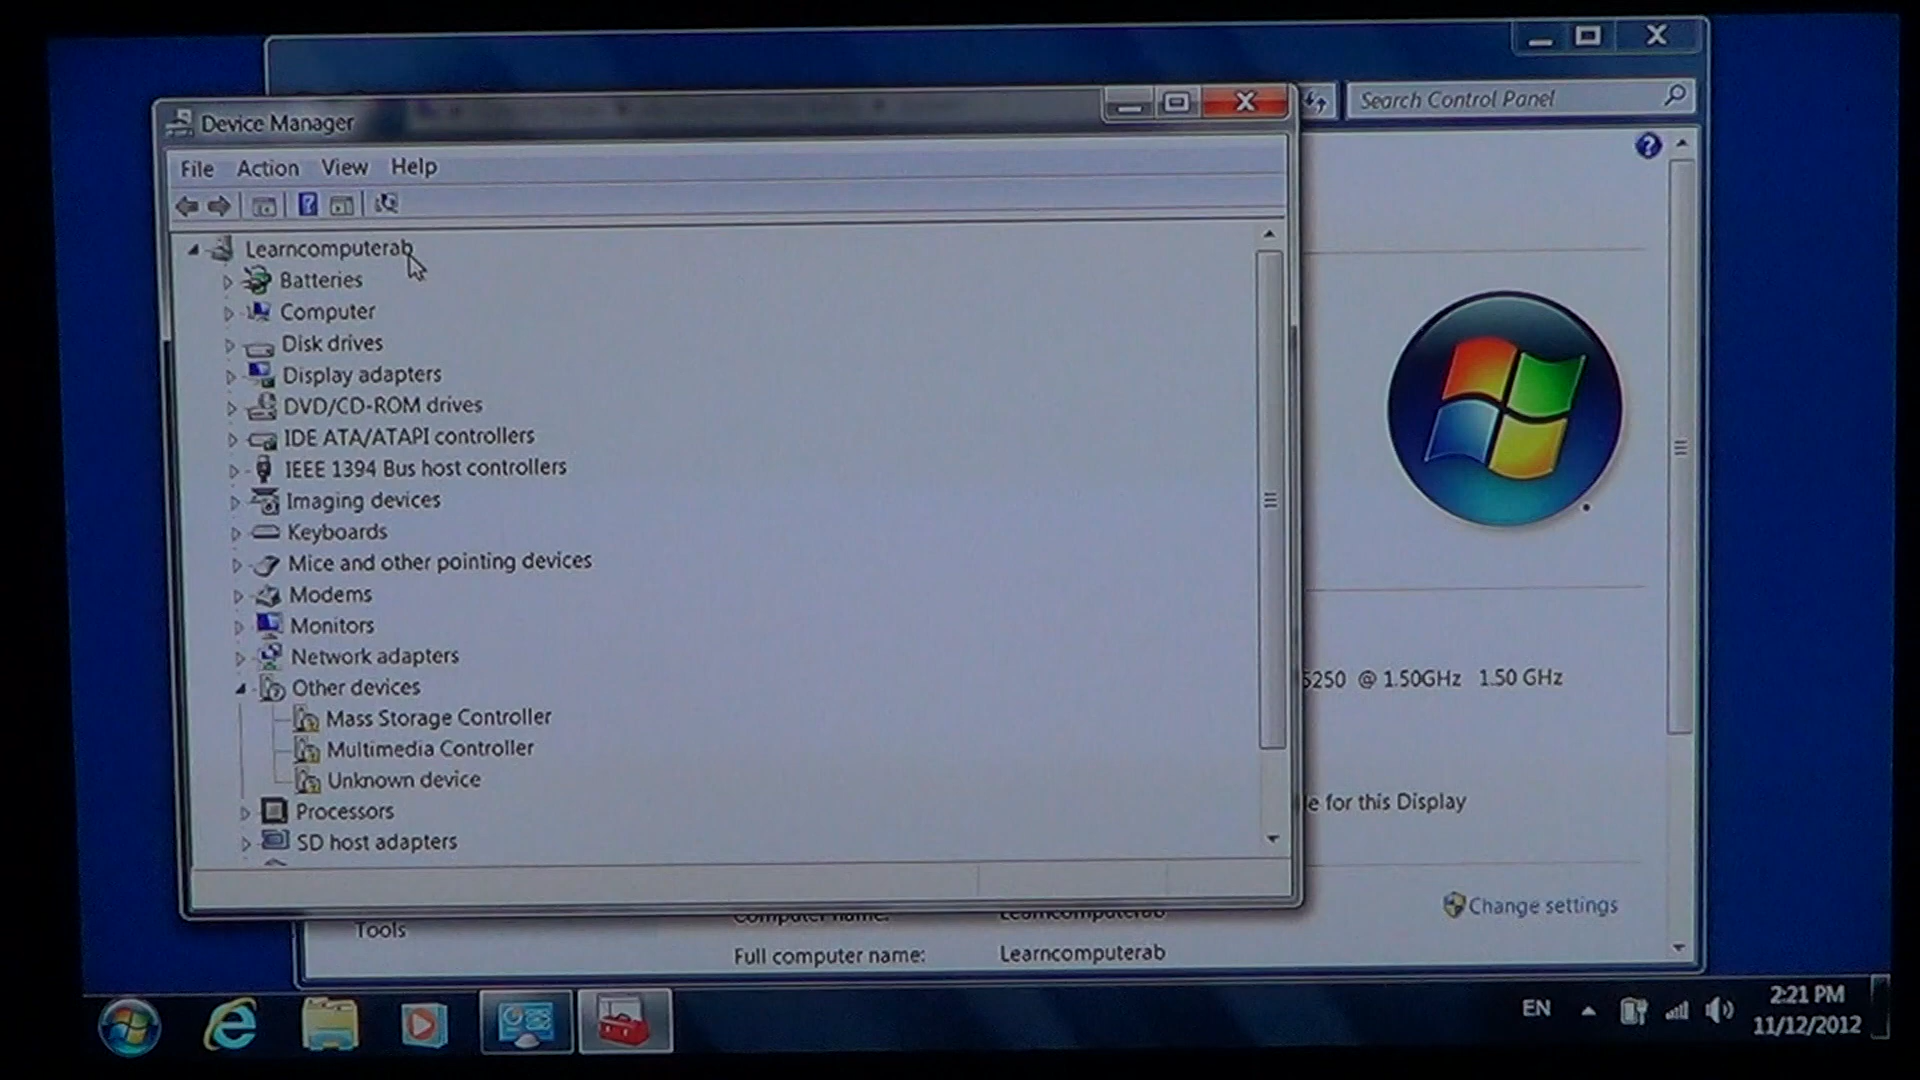 Search Control Panel
Device Manager
File Action View Help
Learncomputerab
Batteries
Computer
Disk drives
Display adapters
DVD/CD-ROM drives
IDE ATA/ATAPI controllers
IEEE 1394 Bus host controllers
Imaging devices
Keyboards
Mice and other pointing devices
Modems
Monitors
Network adapters
Other devices
Mass Storage Controller
Multimedia Controller
Unknown device
Processors
SD host adapters
5250 @ 1.50GHz 1.50 GHz
le for this Display
Change settings
Tools
Computer name: Learncomputerab
Full computer name: Learncomputerab
EN
2:21 PM
11/12/2012